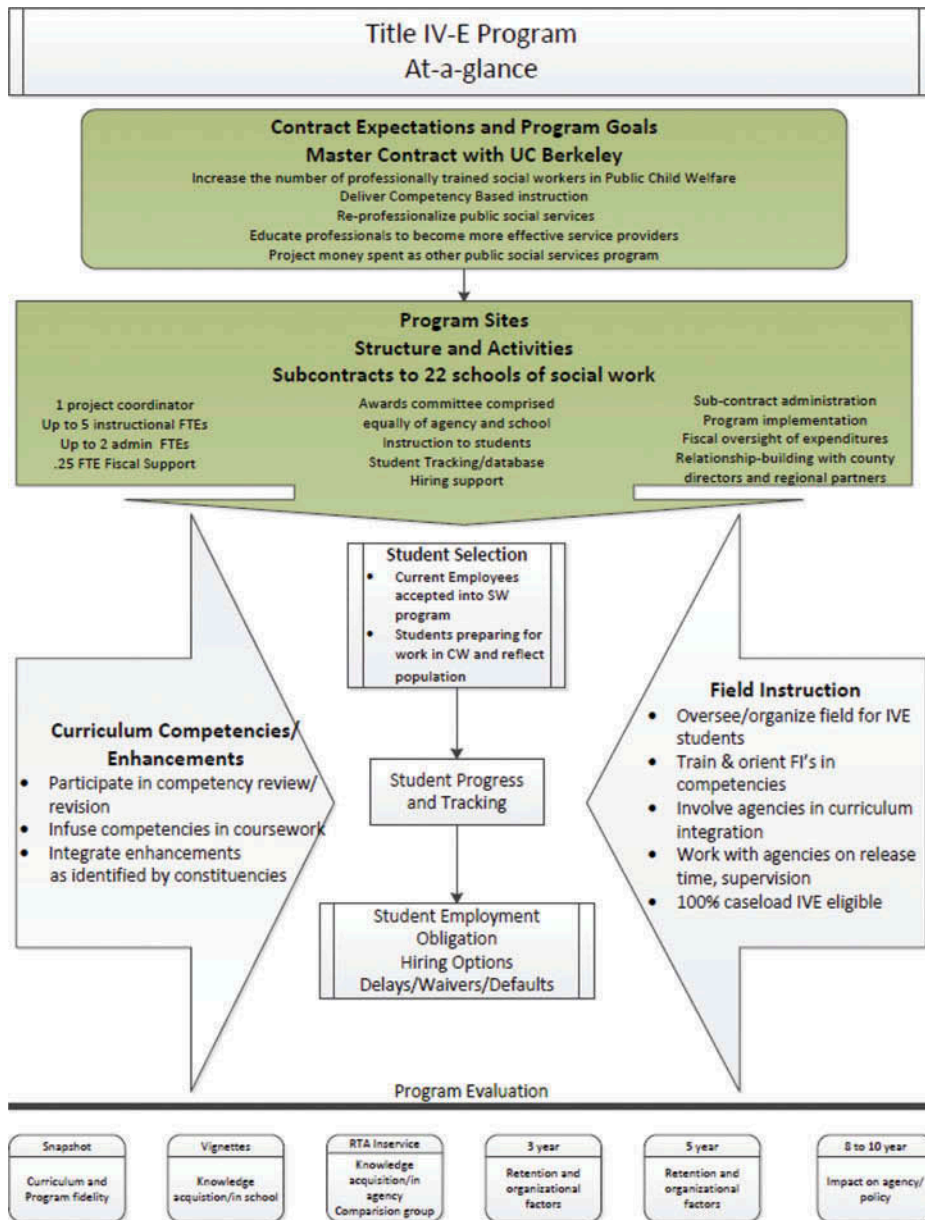 Title IV-E Program
At-a-glance
Contract Expectations and Program Goals
Master Contract with UC Berkeley
Increase the number of professionally trained social workers in Public Child Welfare
Deliver Competency Based instruction
Re-professionalize public social services
Educate professionals to become more effective service providers
Project money spent as other public social services program
Program Sites
Structure and Activities
Subcontracts to 22 schools of social work
1 project coordinator
Up to 5 instructional FTEs
Up to 2 admin FTEs
.25 FTE Fiscal Support
Awards committee comprised
equally of agency and school
Instruction to students
Student Tracking/database
Hiring support
Sub-contract administration
Program implementation
Fiscal oversight of expenditures
Relationship-building with county
directors and regional partners
Student Selection
• Current Employees
accepted into SW
program
• Students preparing for
work in CW and reflect
population
Curriculum Competencies/
Enhancements
• Participate in competency review/
revision
• Infuse competencies in coursework
• Integrate enhancements
as identified by constituencies
Student Progress
and Tracking
Field Instruction
• Oversee/organize field for IVE
students
• Train & orient FI's in
competencies
• Involve agencies in curriculum
integration
• Work with agencies on release
time, supervision
• 100% caseload IVE eligible
Student Employment
Obligation
Hiring Options
Delays/Waivers/Defaults
Program Evaluation
Snapshot
Curriculum and
Program fidelity
Vignettes
Knowledge
acquistion/in school
RTA Inservice
Knowledge
acquisition/in
agency
Comparision group
3 year
Retention and
organizational
factors
5 year
Retention and
organizational
factors
8 to 10 year
Impact on agency/
policy